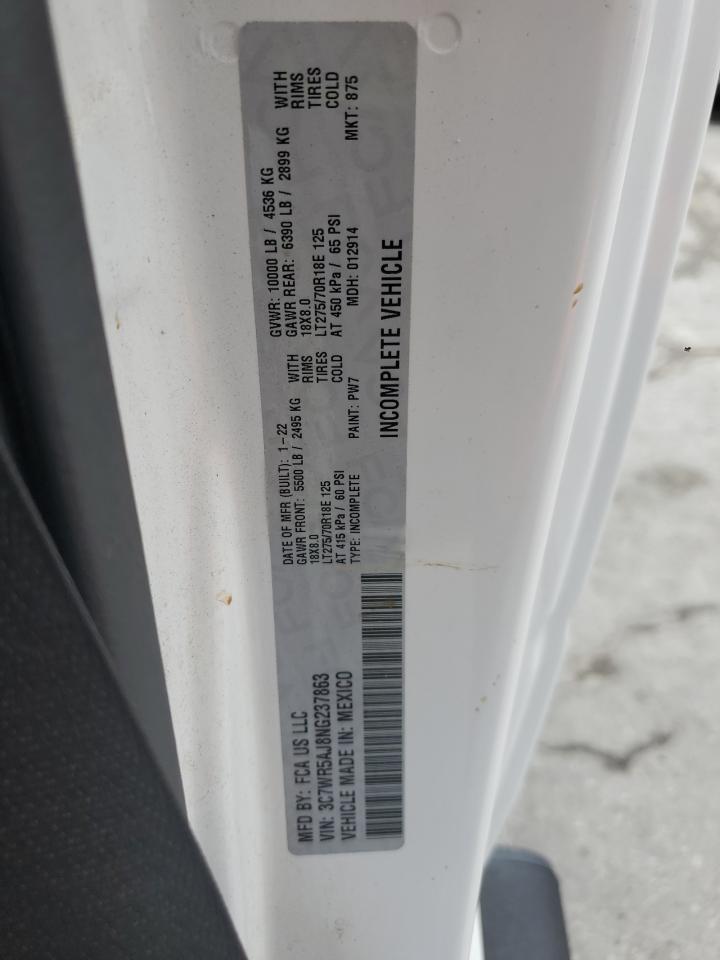 MFD BY: FCA US LLC
VIN: 3C7WR5AJ8NG237863
VEHICLE MADE IN: MEXICO
DATE OF MFR (BUILT): 1-22
GVWR: 10000 LB / 4536 KG
GAWR FRONT: 5500 LB / 2495 KG WITH
18X8.0 RIMS
LT275/70R18E 125 TIRES
AT 415 kPa / 60 PSI COLD
GAWR REAR: 6390 LB / 2899 KG WITH
18X8.0 RIMS
LT275/70R18E 125 TIRES
AT 450 kPa / 65 PSI COLD
TYPE: INCOMPLETE PAINT: PW7 MDH: 012914 MKT: 875
INCOMPLETE VEHICLE